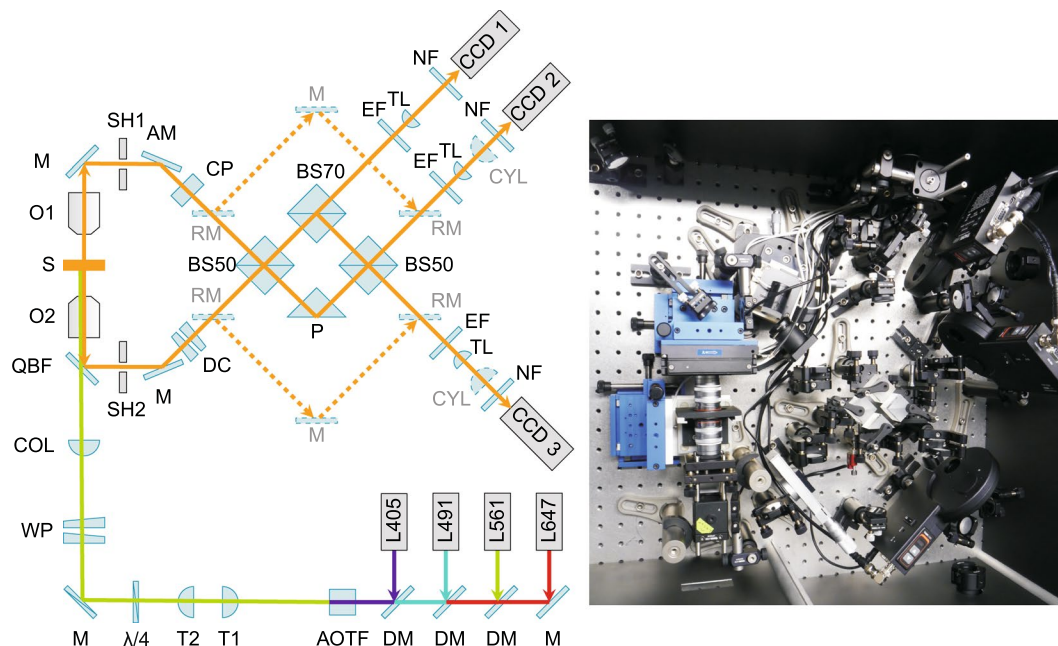 CCD 1
NF
CCD 2
EF TL
NF
SH1
AM
M
M
CP
EF TL
CYL
BS70
O1
RM
RM
S
BS50
BS50
RM
RM
O2
P
EF
QBF
TL
DC
NF
SH2
M
CYL
M
CCD 3
COL
L405
L491
L561
L647
WP
M
λ/4
T2
T1
AOTF
DM
DM
DM
M